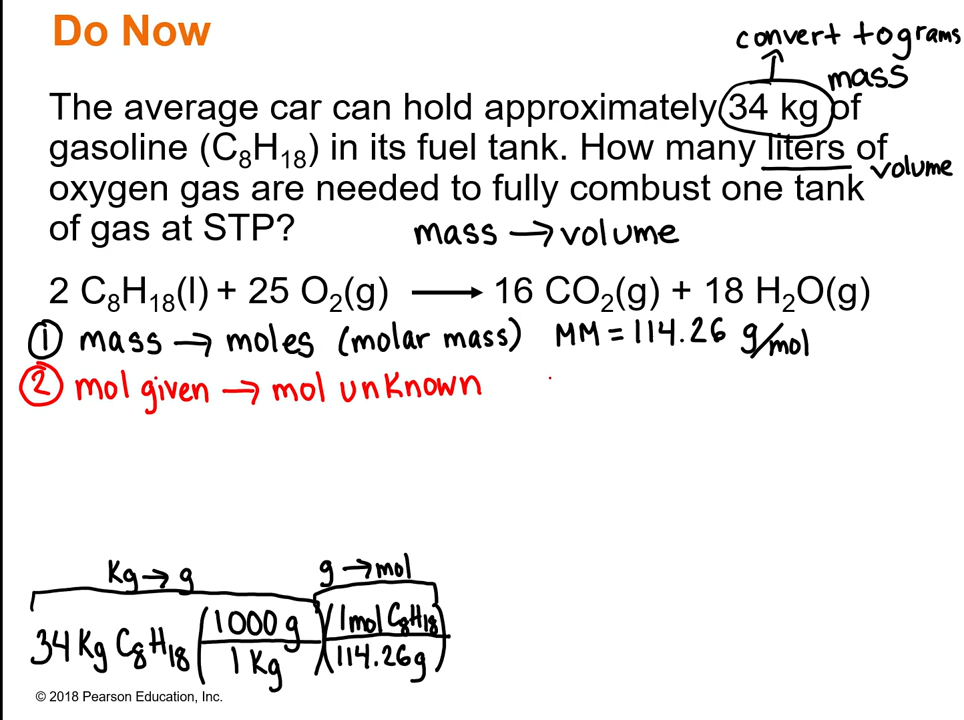 Do Now
convert to grams
mass
The average car can hold approximately 34 kg of
gasoline (C₈H₁₈) in its fuel tank. How many liters of
volume
oxygen gas are needed to fully combust one tank
of gas at STP?
mass → volume
2 C₈H₁₈(l) + 25 O₂(g) ⟶ 16 CO₂(g) + 18 H₂O(g)
① mass → moles (molar mass) MM = 114.26 g/mol
② mol given → mol unknown
Kg → g
g → mol
34 Kg C₈H₁₈ (1000 g / 1 Kg) (1 mol C₈H₁₈ / 114.26 g)
© 2018 Pearson Education, Inc.